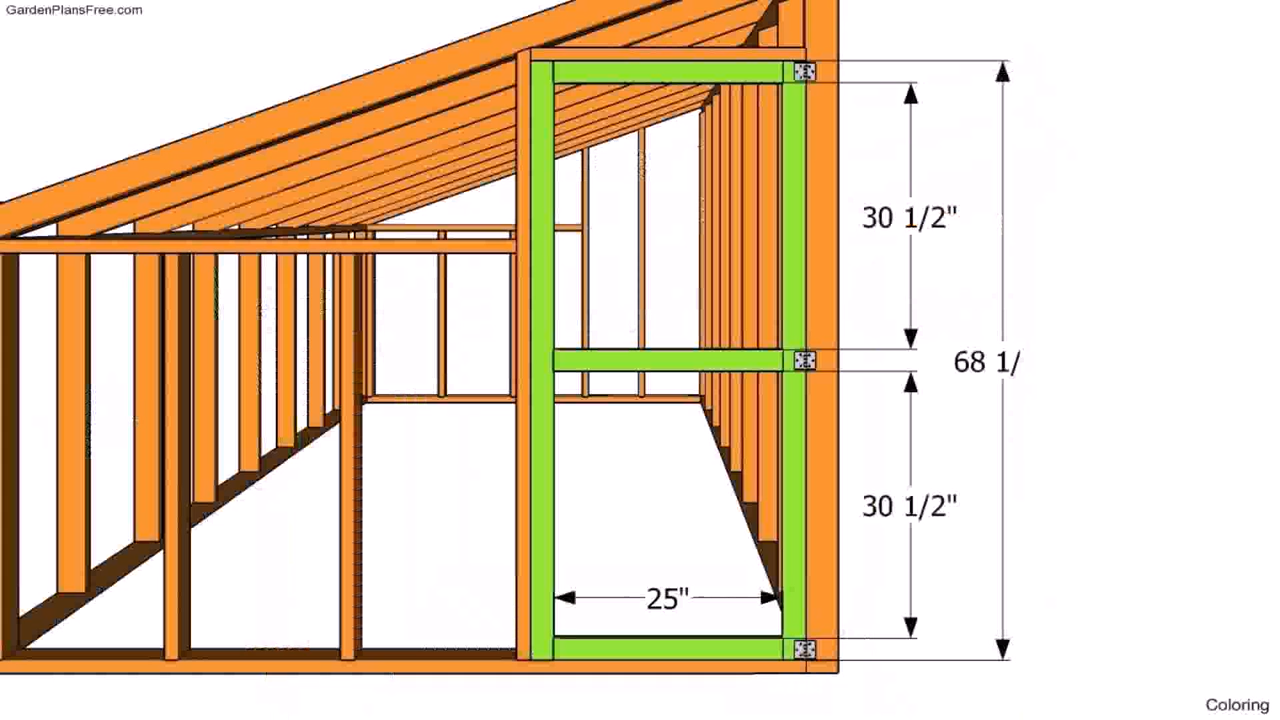 GardenPlansFree.com
30 1/2"
68 1/
30 1/2"
25"
Coloring